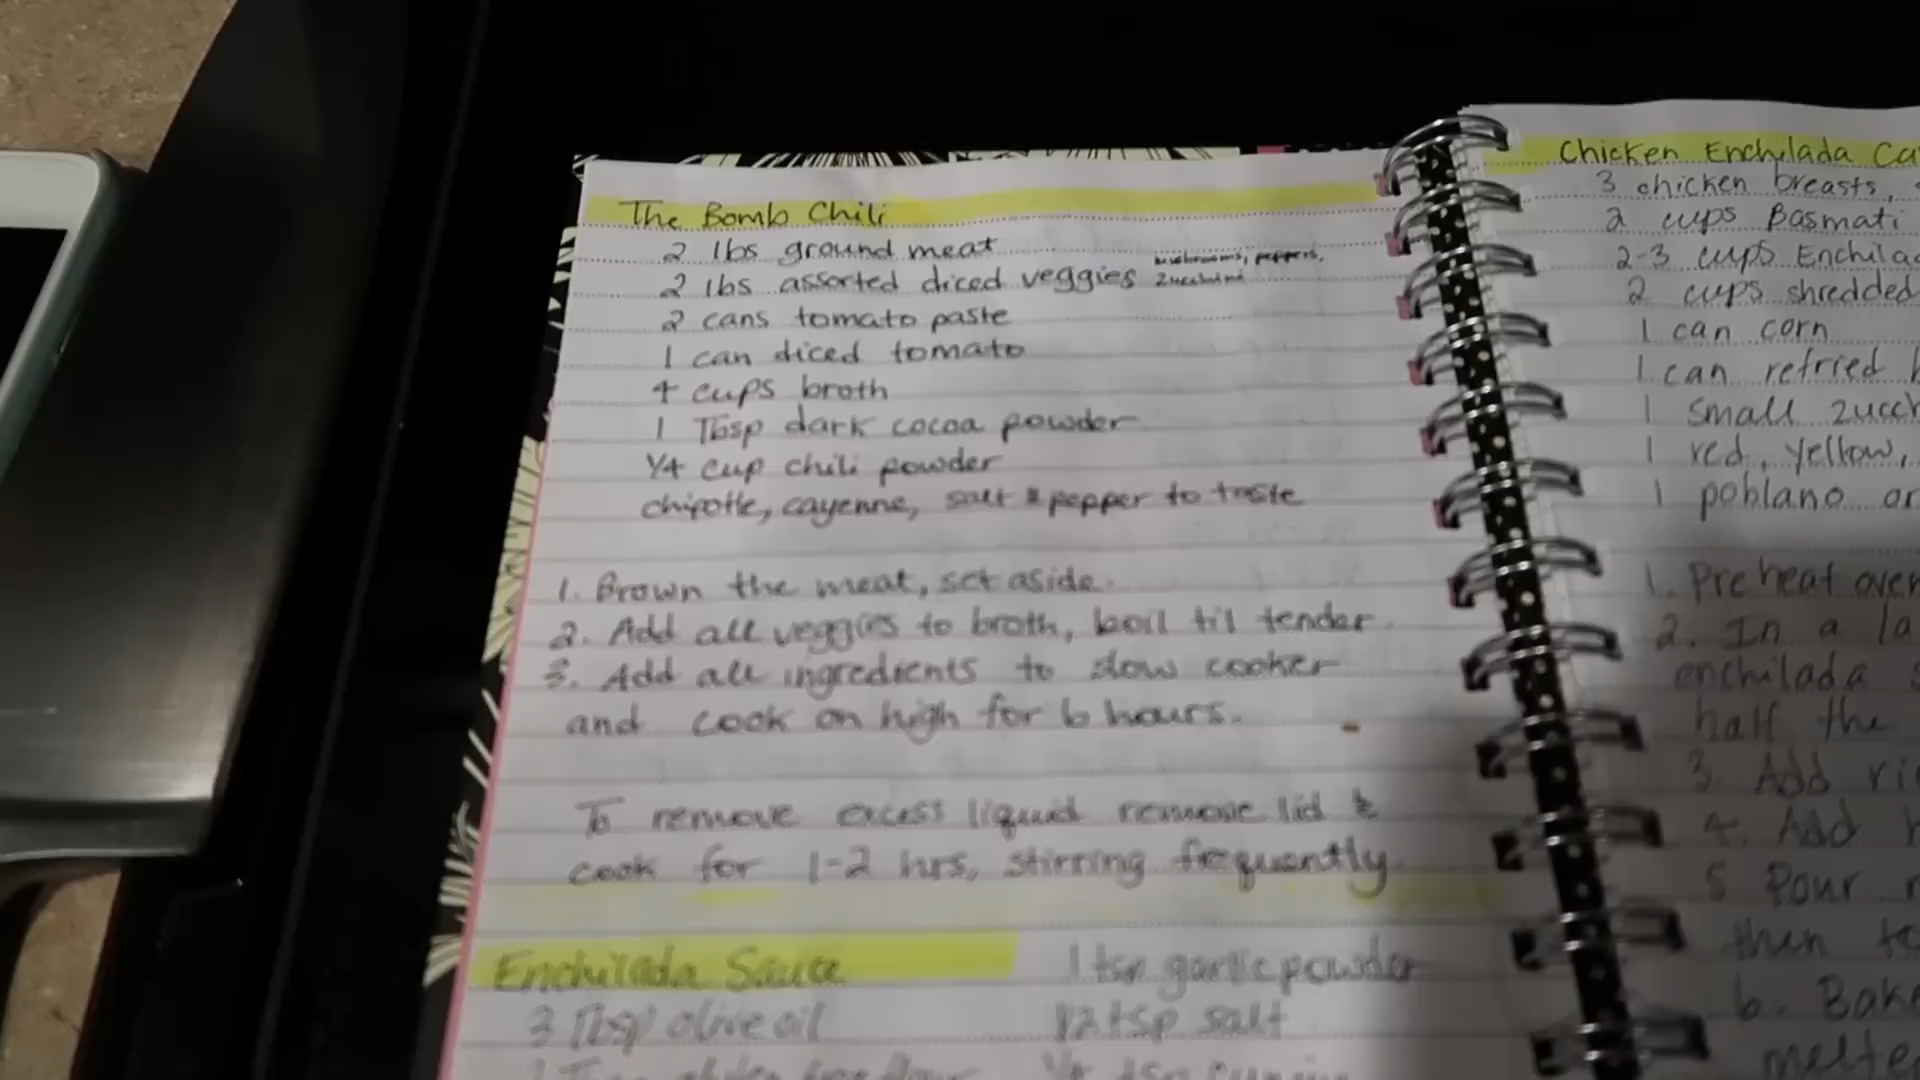 The Bomb Chili
2 lbs ground meat
2 lbs assorted diced veggies mushrooms, peppers,
zucchini
2 cans tomato paste
1 can diced tomato
4 cups broth
1 Tbsp dark cocoa powder
1/4 cup chili powder
chipotle, cayenne, salt & pepper to taste
1. Brown the meat, set aside.
2. Add all veggies to broth, boil til tender.
3. Add all ingredients to slow cooker
and cook on high for 6 hours.
To remove excess liquid remove lid &
cook for 1-2 hrs, stirring frequently.
Enchilada Sauce
3 Tbsp olive oil
1 tsp garlic powder
1/2 tsp salt
Chicken Enchilada Ca
3 chicken breasts,
2 cups Basmati
2-3 cups Enchila
2 cups shredded
1 can corn
1 can refried b
1 small zucch
1 red, yellow,
1 poblano or
1. Preheat oven
2. In a la
enchilada s
half the
3. Add ri
4. Add
5. Pour
then
6. Bake
melte